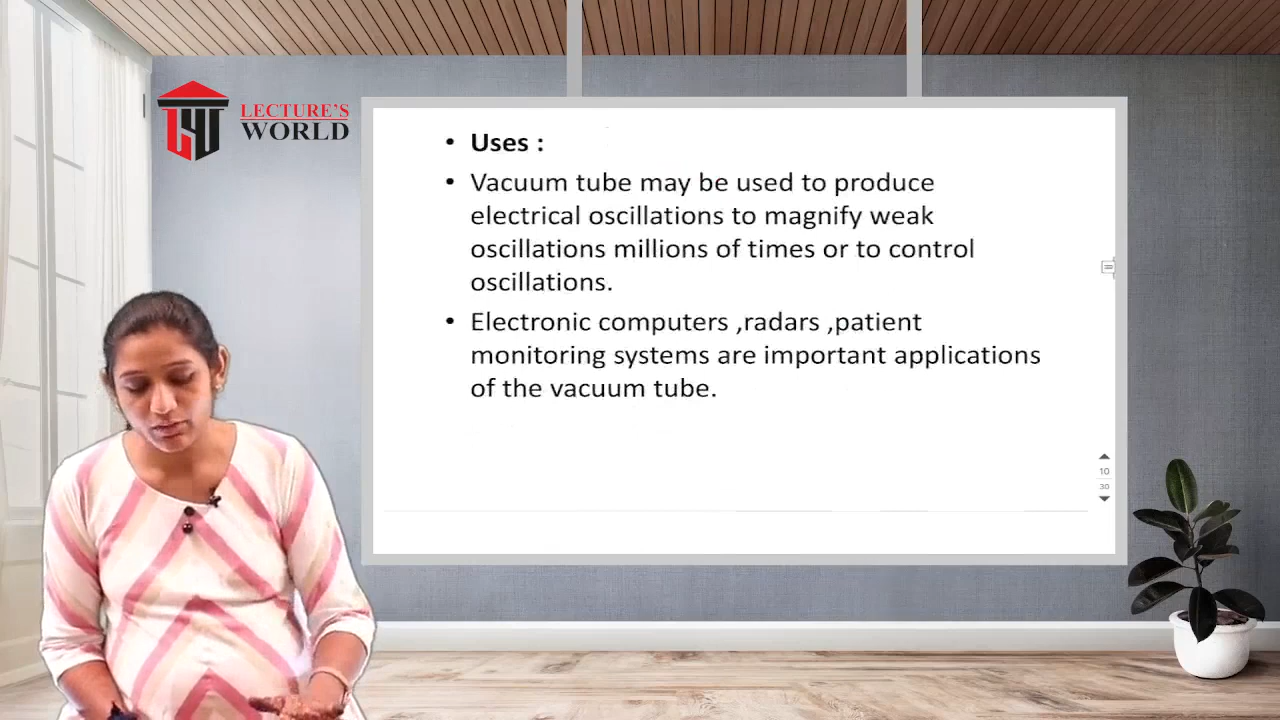 LECTURE'S
WORLD
• Uses :
• Vacuum tube may be used to produce
electrical oscillations to magnify weak
oscillations millions of times or to control
oscillations.
• Electronic computers ,radars ,patient
monitoring systems are important applications
of the vacuum tube.
10
30